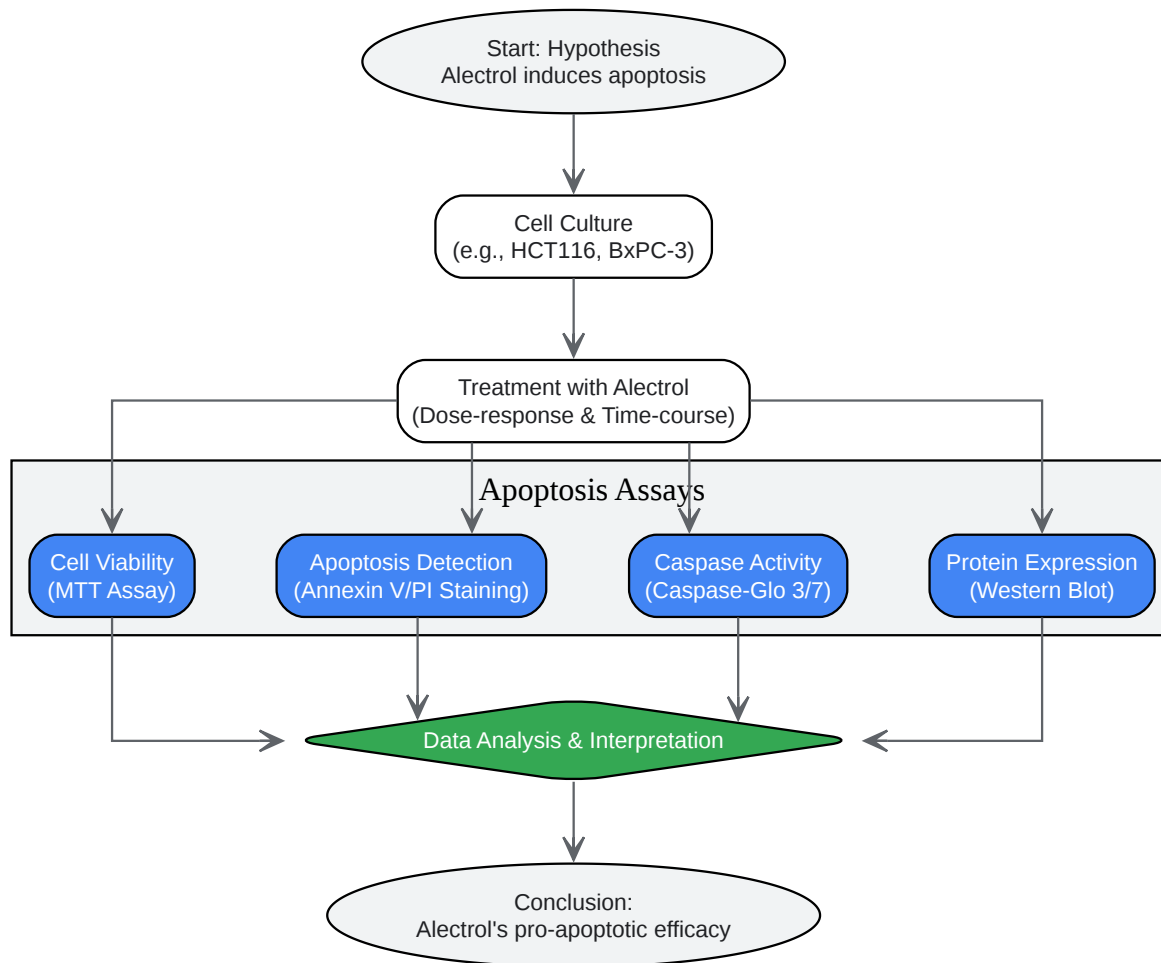 Start: Hypothesis
Alectrol induces apoptosis
Cell Culture
(e.g., HCT116, BxPC-3)
Treatment with Alectrol
(Dose-response & Time-course)
Apoptosis Assays
Cell Viability
(MTT Assay)
Apoptosis Detection
(Annexin V/PI Staining)
Caspase Activity
(Caspase-Glo 3/7)
Protein Expression
(Western Blot)
Data Analysis & Interpretation
Conclusion:
Alectrol's pro-apoptotic efficacy